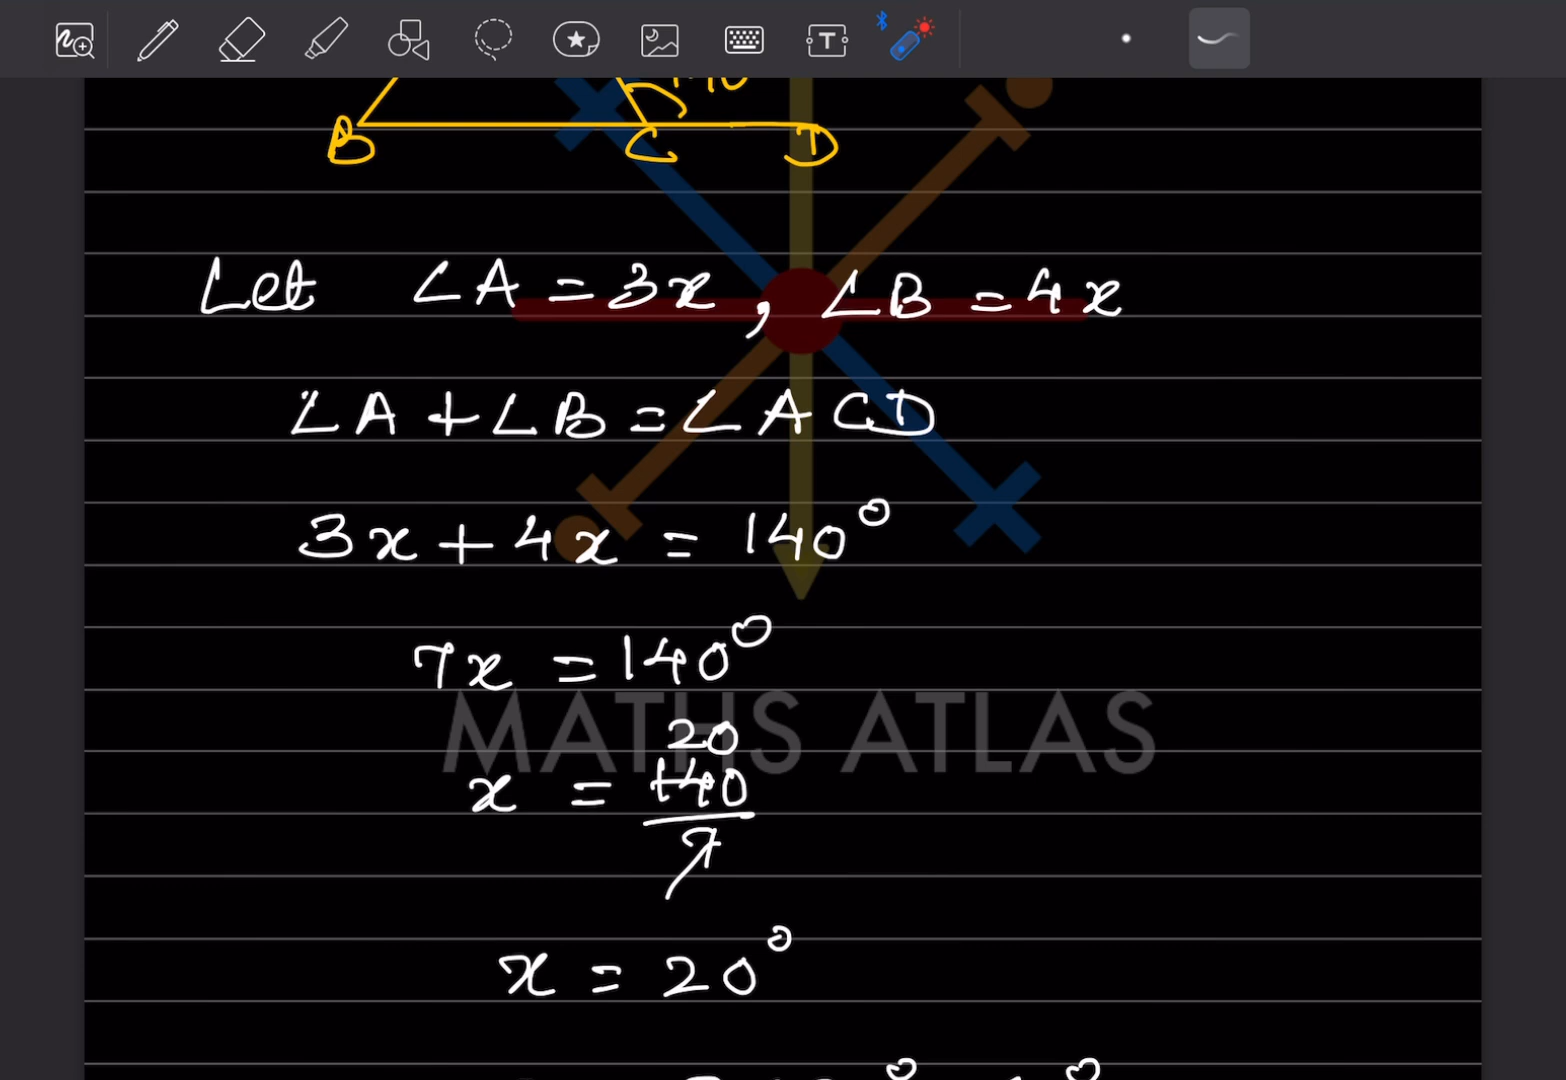 B C D
Let ∠A = 3x, ∠B = 4x
∠A + ∠B = ∠ACD
3x + 4x = 140°
7x = 140°
MATHS ATLAS
20
x = 140/7
x = 20°